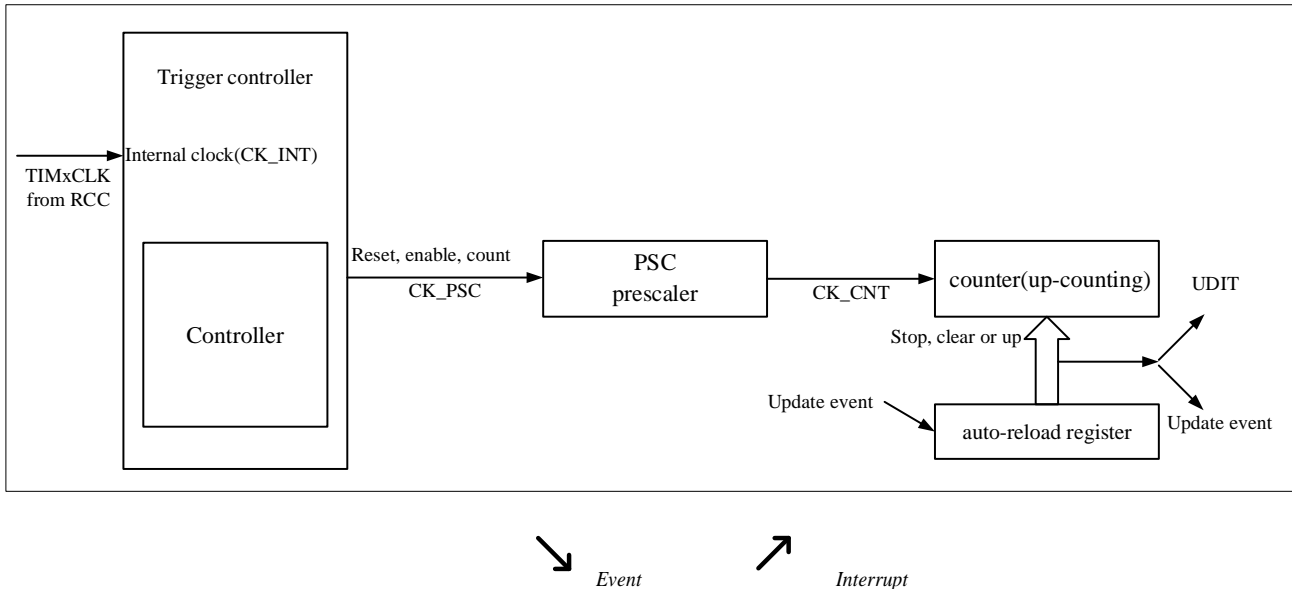 Trigger controller
Internal clock(CK_INT)
TIMxCLK
from RCC
Controller
Reset, enable, count
CK_PSC
PSC
prescaler
CK_CNT
counter(up-counting)
UDIT
Stop, clear or up
Update event
auto-reload register
Update event
Event
Interrupt